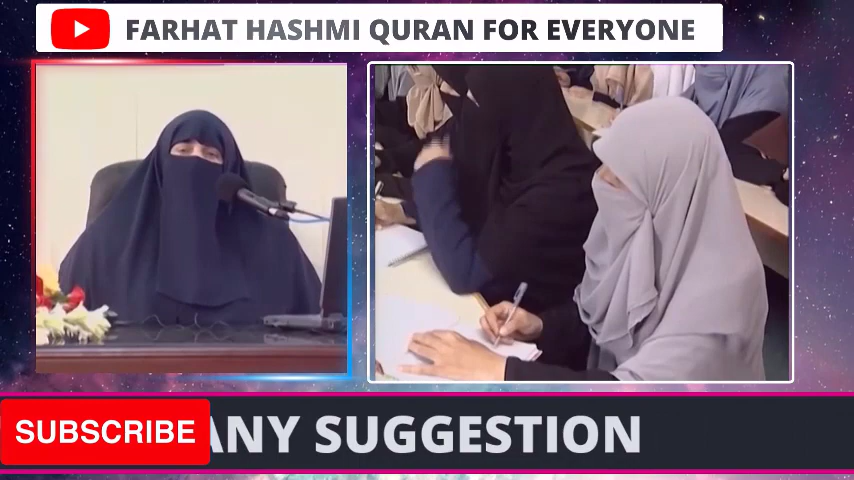 FARHAT HASHMI QURAN FOR EVERYONE
SUBSCRIBE
ANY SUGGESTION